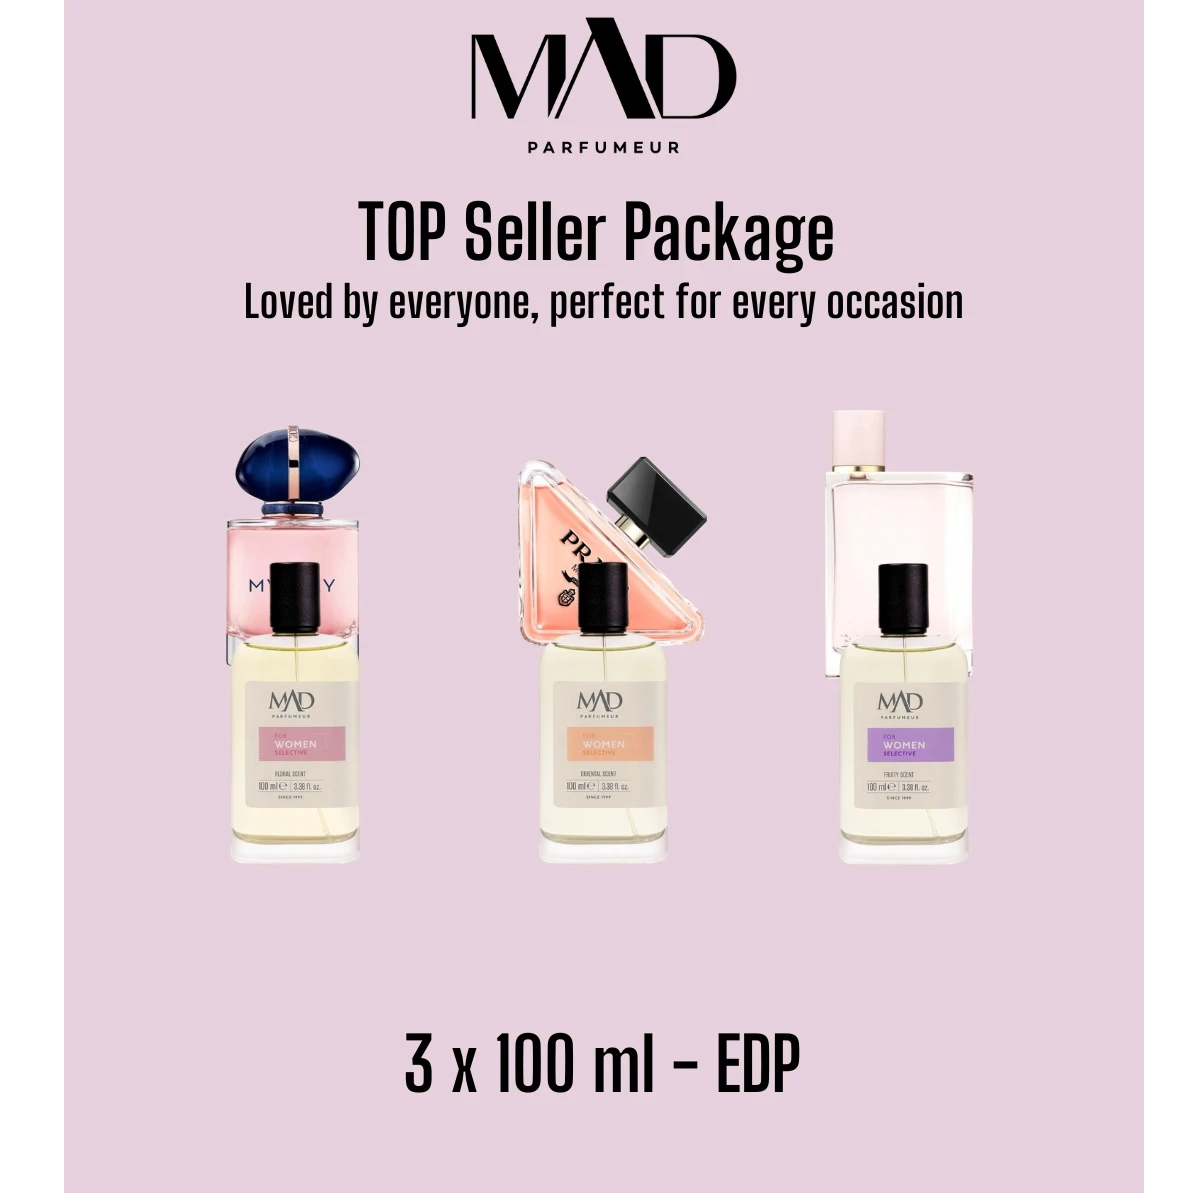 MAD
PARFUMEUR
TOP Seller Package
Loved by everyone, perfect for every occasion
PR
MAD
PARFUMEUR
FOR
WOMEN
SELECTIVE
FLORAL SCENT
100 ml ℮ 3.38 fl. oz.
SINCE 1999
MAD
PARFUMEUR
FOR
WOMEN
SELECTIVE
ORIENTAL SCENT
100 ml ℮ 3.38 fl. oz.
SINCE 1999
MAD
PARFUMEUR
FOR
WOMEN
SELECTIVE
FRUITY SCENT
100 ml ℮ 3.38 fl. oz.
SINCE 1999
3 x 100 ml - EDP